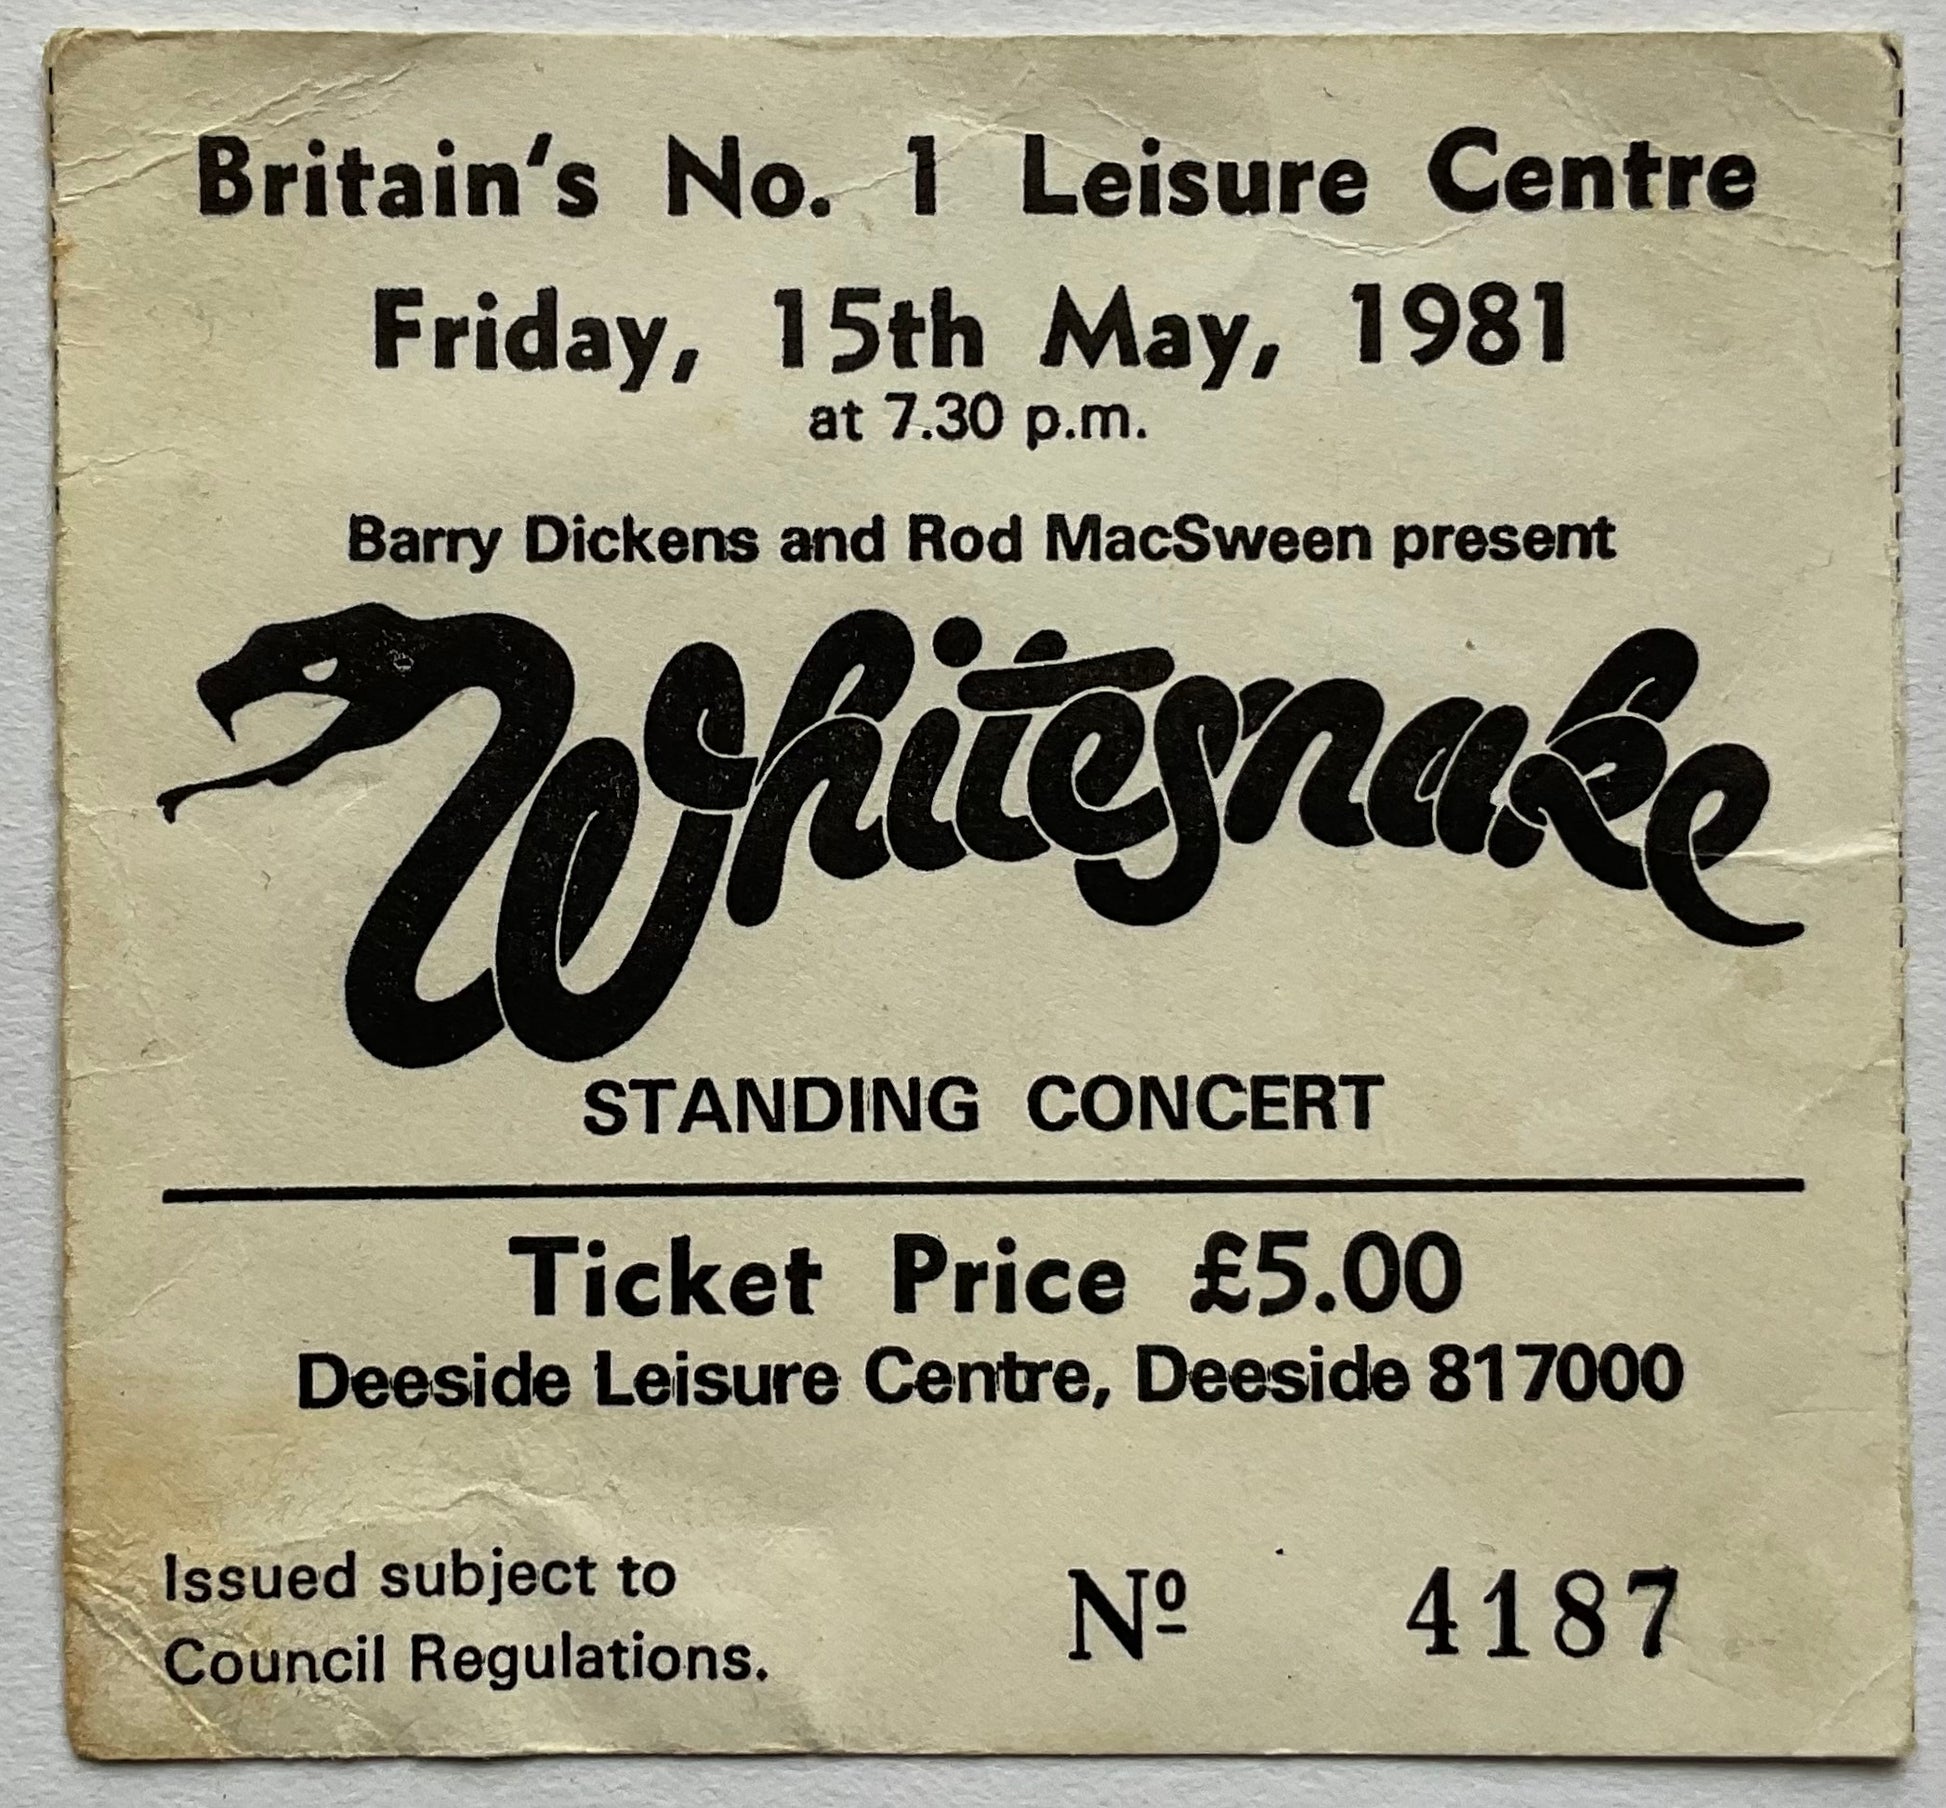 Britain's No. 1 Leisure Centre
Friday, 15th May, 1981
at 7.30 p.m.
Barry Dickens and Rod MacSween present
Whitesnake
STANDING CONCERT
Ticket Price £5.00
Deeside Leisure Centre, Deeside 817000
Issued subject to
Council Regulations.
Nº 4187